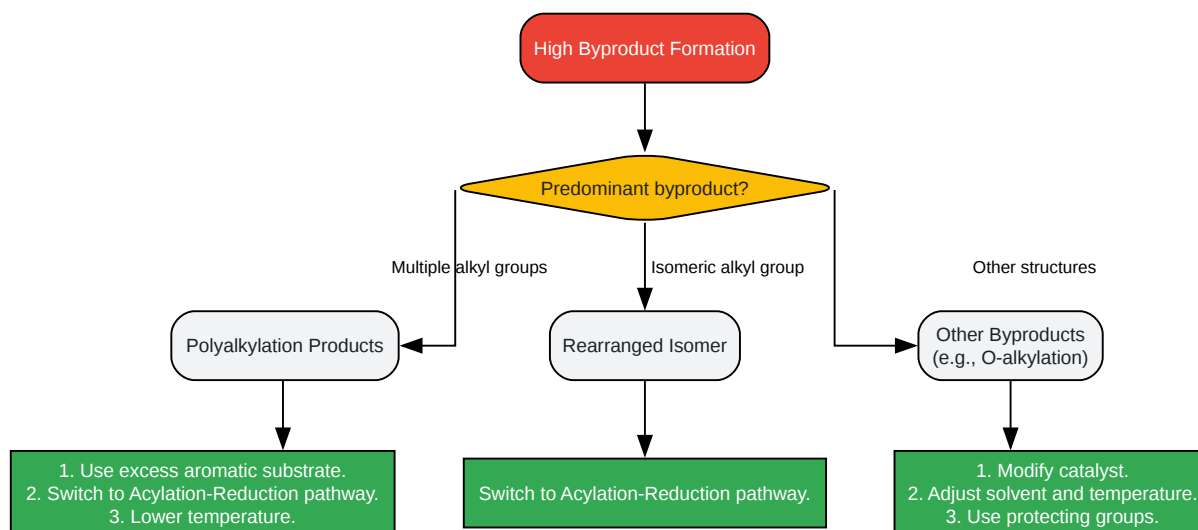 High Byproduct Formation
Predominant byproduct?
Multiple alkyl groups
Isomeric alkyl group
Other structures
Polyalkylation Products
Rearranged Isomer
Other Byproducts
(e.g., O-alkylation)
1. Use excess aromatic substrate.
2. Switch to Acylation-Reduction pathway.
3. Lower temperature.
Switch to Acylation-Reduction pathway.
1. Modify catalyst.
2. Adjust solvent and temperature.
3. Use protecting groups.